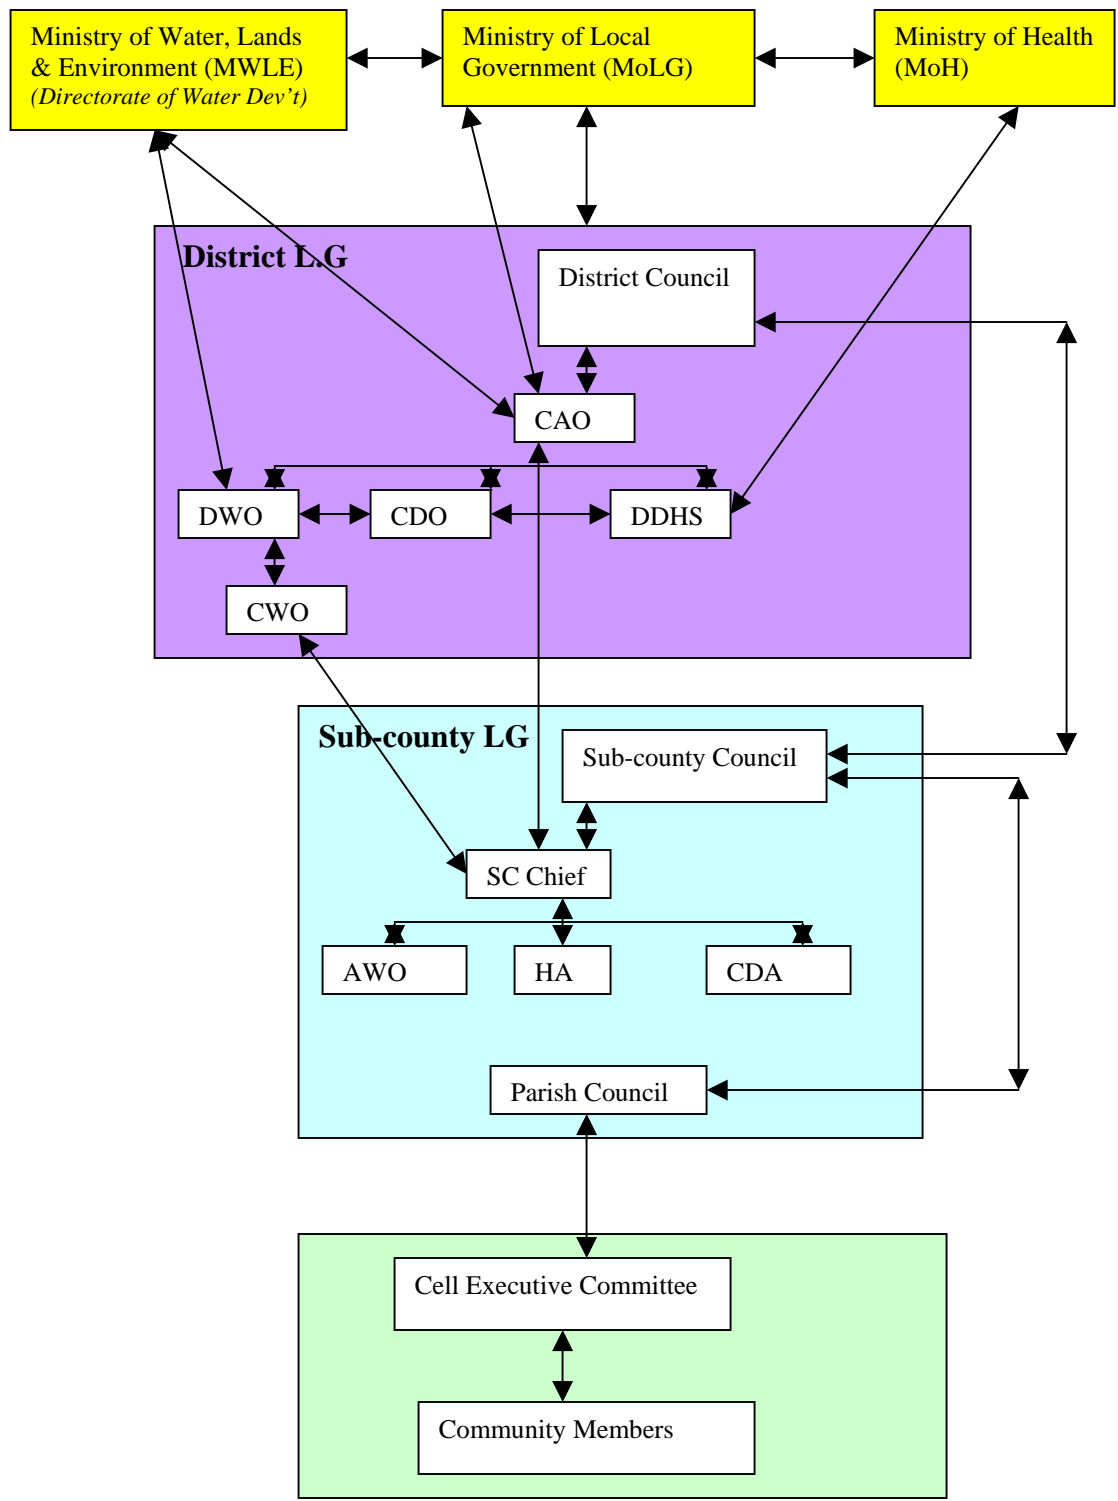 Ministry of Water, Lands
& Environment (MWLE)
(Directorate of Water Dev't)
Ministry of Local
Government (MoLG)
Ministry of Health
(MoH)
District L.G
District Council
CAO
DWO
CDO
DDHS
CWO
Sub-county LG
Sub-county Council
SC Chief
AWO
HA
CDA
Parish Council
Cell Executive Committee
Community Members